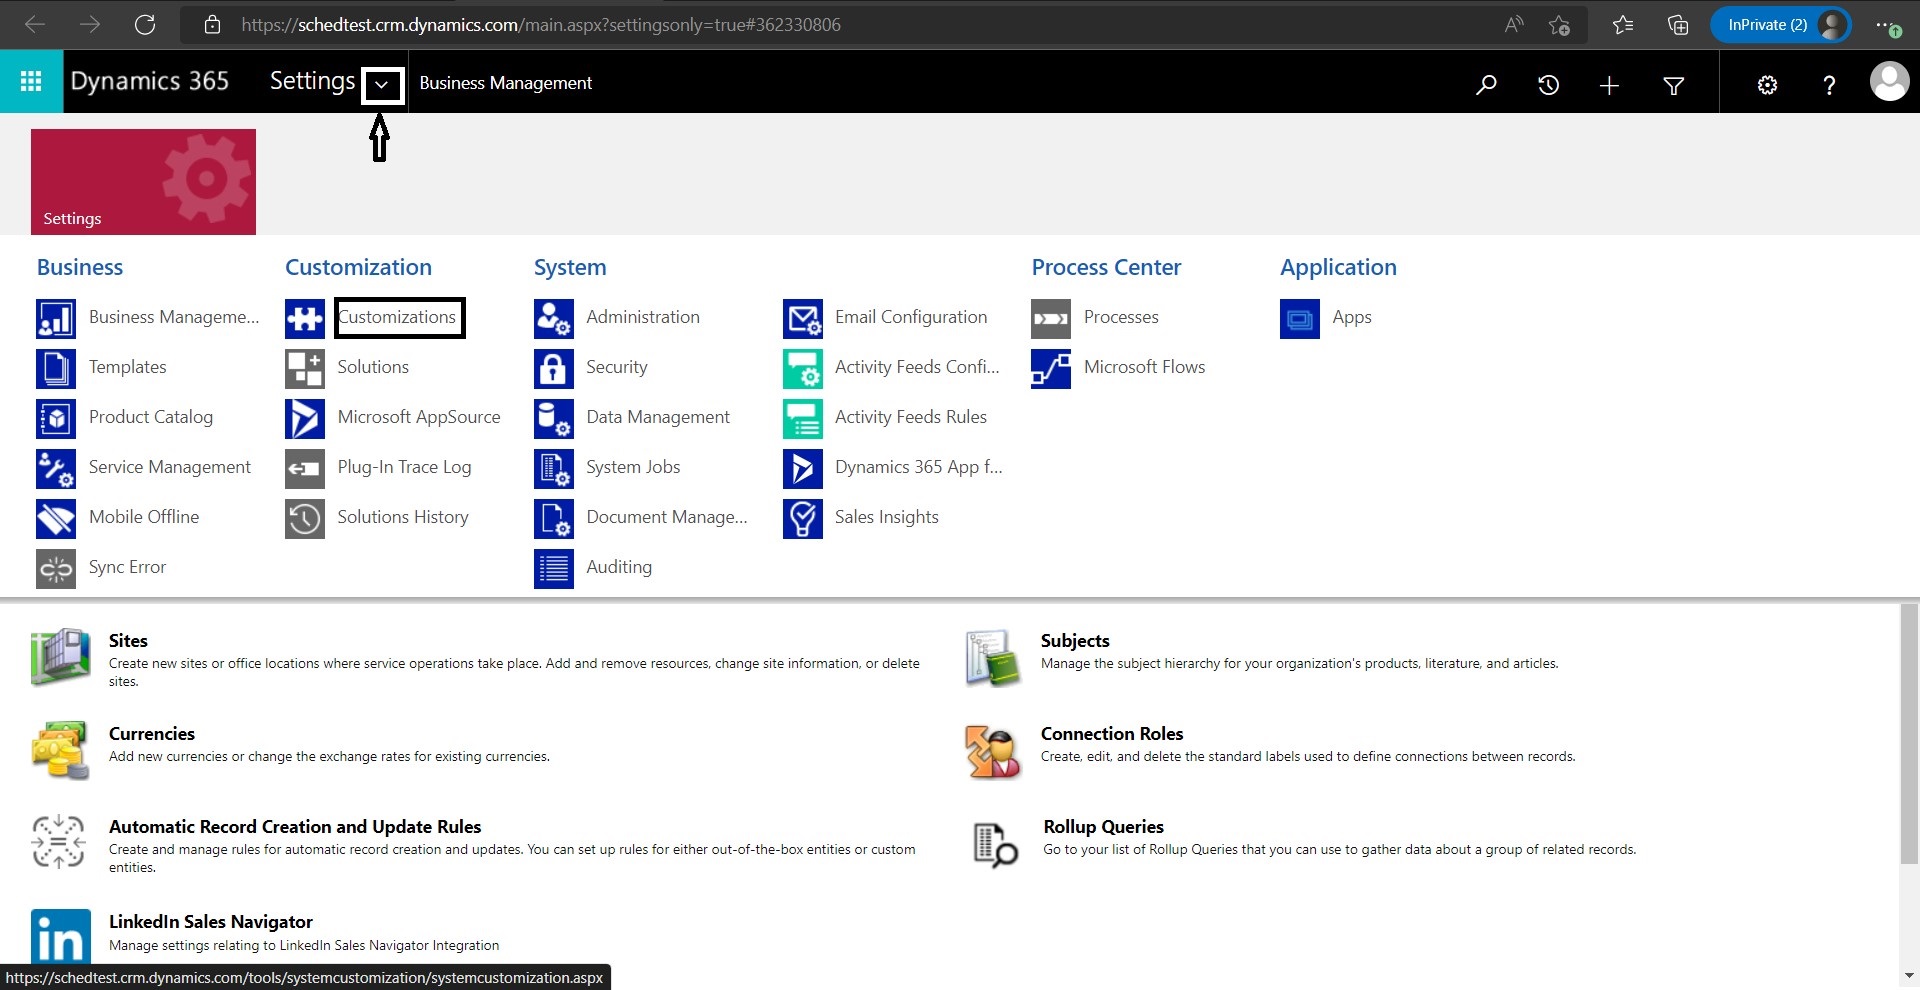 https://schedtest.crm.dynamics.com/main.aspx?settingsonly=true#362330806
InPrivate (2)
Dynamics 365
Settings
Business Management
Settings
Business
Customization
System
Process Center
Application
Business Manageme...
Customizations
Administration
Email Configuration
Processes
Apps
Templates
Solutions
Security
Activity Feeds Confi...
Microsoft Flows
Product Catalog
Microsoft AppSource
Data Management
Activity Feeds Rules
Service Management
Plug-In Trace Log
System Jobs
Dynamics 365 App f...
Mobile Offline
Solutions History
Document Manage...
Sales Insights
Sync Error
Auditing
Sites
Create new sites or office locations where service operations take place. Add and remove resources, change site information, or delete
sites.
Subjects
Manage the subject hierarchy for your organization's products, literature, and articles.
Currencies
Add new currencies or change the exchange rates for existing currencies.
Connection Roles
Create, edit, and delete the standard labels used to define connections between records.
Automatic Record Creation and Update Rules
Create and manage rules for automatic record creation and updates. You can set up rules for either out-of-the-box entities or custom
entities.
Rollup Queries
Go to your list of Rollup Queries that you can use to gather data about a group of related records.
in
LinkedIn Sales Navigator
Manage settings relating to LinkedIn Sales Navigator Integration
https://schedtest.crm.dynamics.com/tools/systemcustomization/systemcustomization.aspx